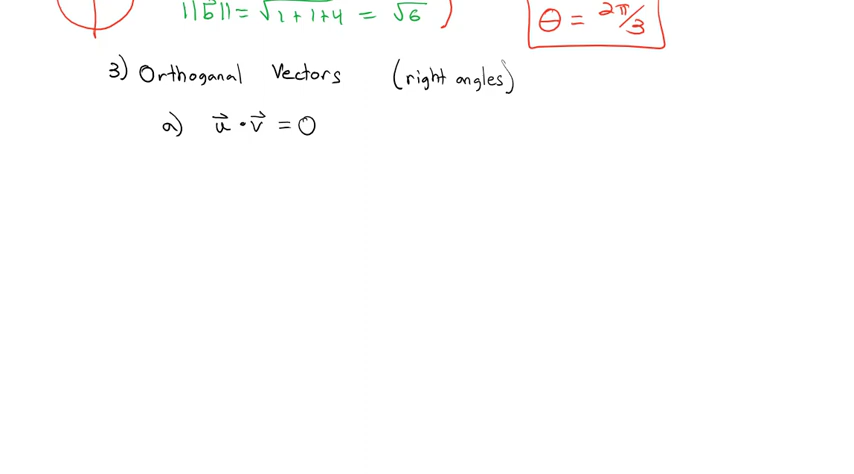 ||b⃗|| = √1 + 1 + 4 = √6 )
θ = 2π/3
3) Orthoganal Vectors (right angles)
a) u⃗ · v⃗ = 0